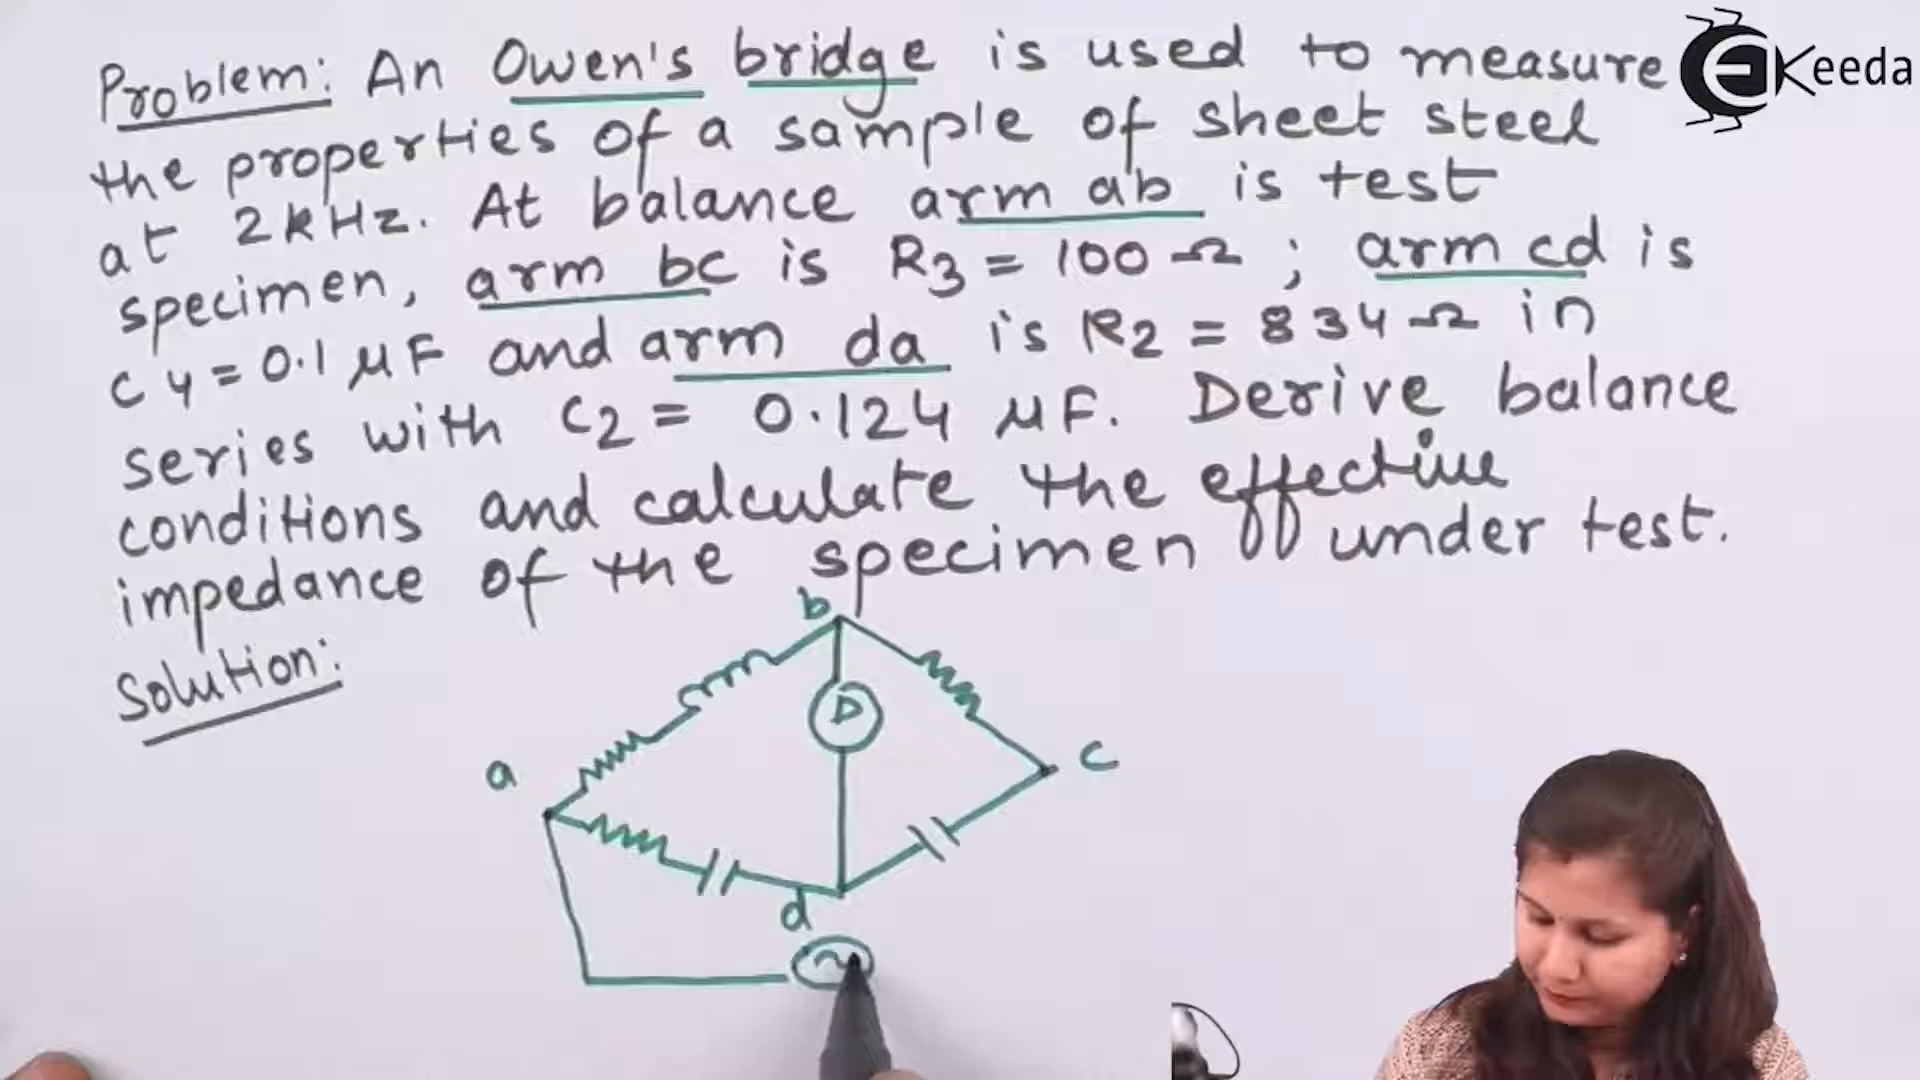 Problem: An Owen's bridge is used to measure
the properties of a sample of sheet steel
at 2kHz. At balance arm ab is test
specimen, arm bc is R3 = 100 Ω ; arm cd is
C4 = 0.1 μF and arm da is R2 = 834 Ω in
series with C2 = 0.124 μF. Derive balance
conditions and calculate the effective
impedance of the specimen under test.
Solution:
b
D
a
c
d
EKeeda